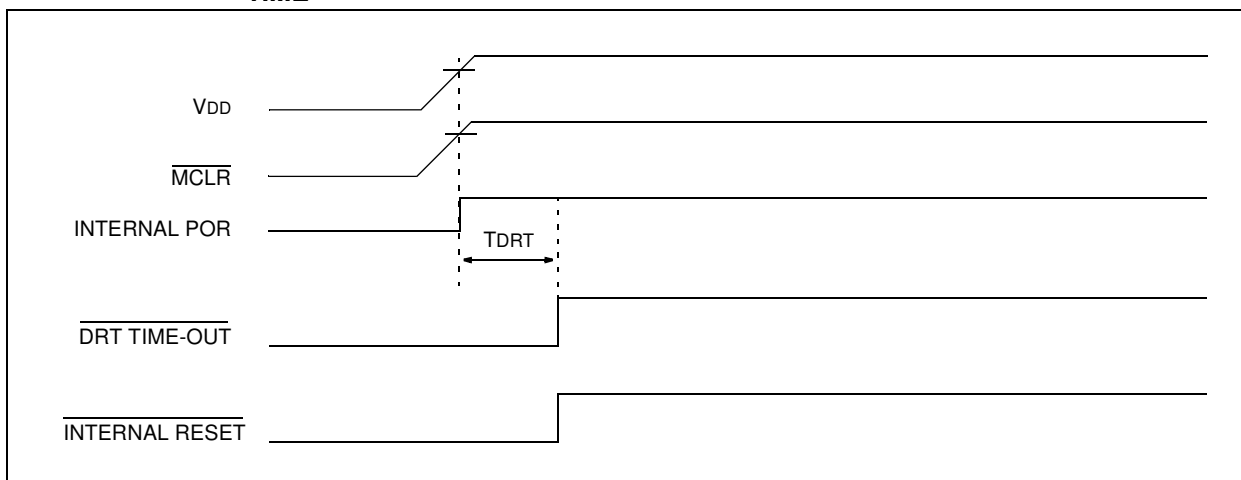 VDD
MCLR
INTERNAL POR
TDRT
DRT TIME-OUT
INTERNAL RESET